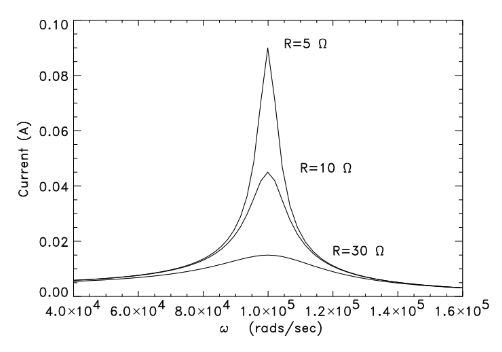 0.10
0.10
0.06
0.04
0.02
0.00
Current (A)
R=5 Ω
R=10 Ω
R=30 Ω
4.0×10⁴ 6.0×10⁴ 8.0×10⁴ 1.0×10⁵ 1.2×10⁵ 1.4×10⁵ 1.6×10⁵
ω (rads/sec)